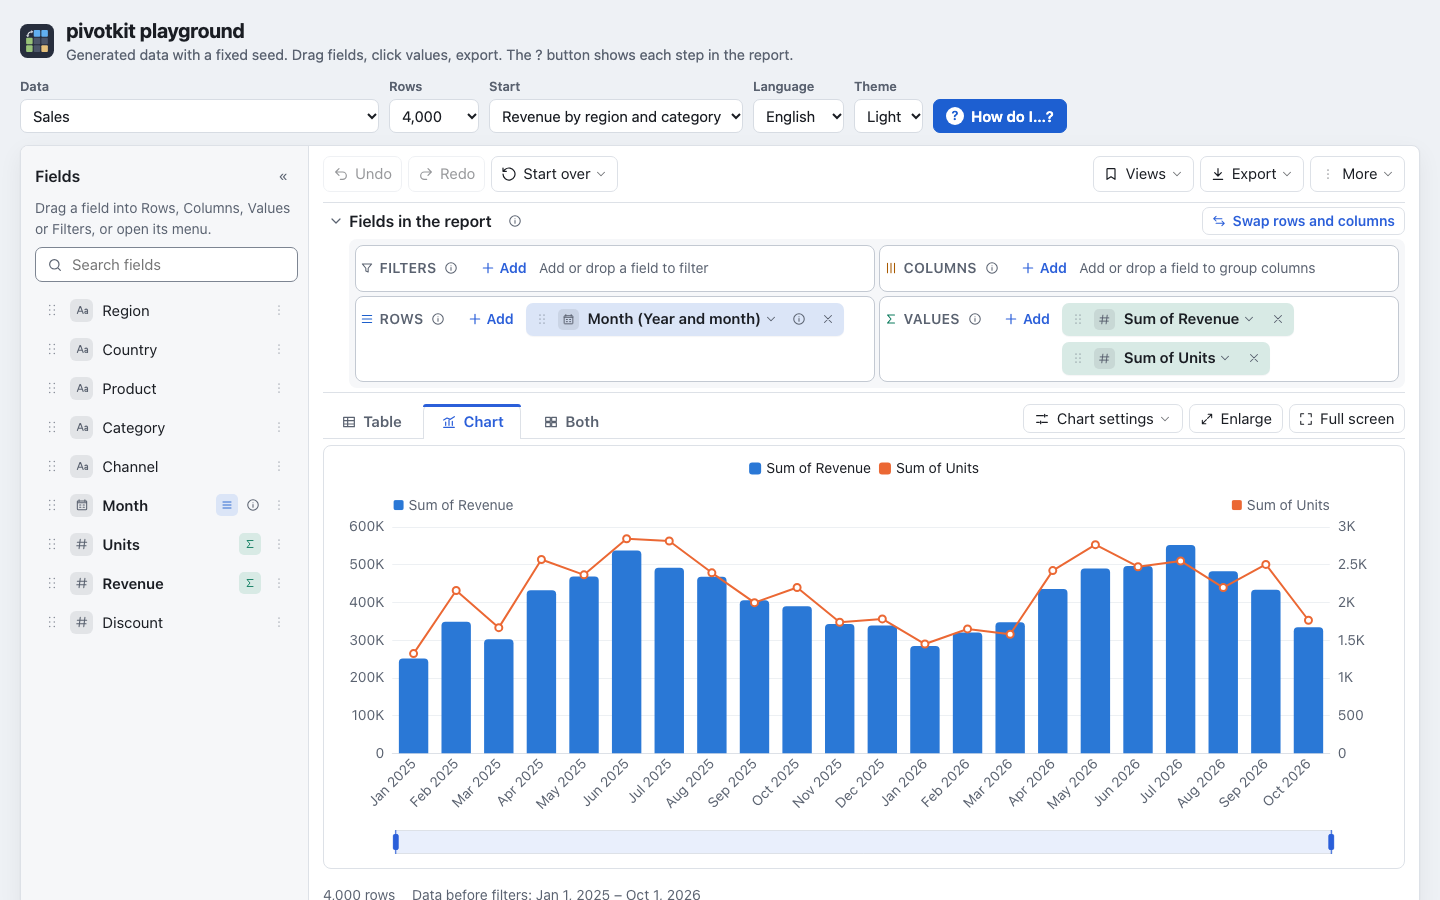 pivotkit playground
Generated data with a fixed seed. Drag fields, click values, export. The ? button shows each step in the report.
Data
Rows
Start
Language
Theme
Sales
4,000
Revenue by region and category
English
Light
? How do I...?
Fields
«
Drag a field into Rows, Columns, Values
or Filters, or open its menu.
Search fields
Aa Region
Aa Country
Aa Product
Aa Category
Aa Channel
Month
# Units Σ
# Revenue Σ
# Discount
Undo
Redo
Start over
Views
Export
More
Fields in the report
Swap rows and columns
FILTERS
+ Add
Add or drop a field to filter
COLUMNS
+ Add
Add or drop a field to group columns
ROWS
+ Add
Month (Year and month)
Σ VALUES
+ Add
# Sum of Revenue
# Sum of Units
Table
Chart
Both
Chart settings
Enlarge
Full screen
Sum of Revenue
Sum of Units
Sum of Revenue
Sum of Units
600K
500K
400K
300K
200K
100K
0
3K
2.5K
2K
1.5K
1K
500
0
Jan 2025
Feb 2025
Mar 2025
Apr 2025
May 2025
Jun 2025
Jul 2025
Aug 2025
Sep 2025
Oct 2025
Nov 2025
Dec 2025
Jan 2026
Feb 2026
Mar 2026
Apr 2026
May 2026
Jun 2026
Jul 2026
Aug 2026
Sep 2026
Oct 2026
4,000 rows
Data before filters: Jan 1, 2025 – Oct 1, 2026